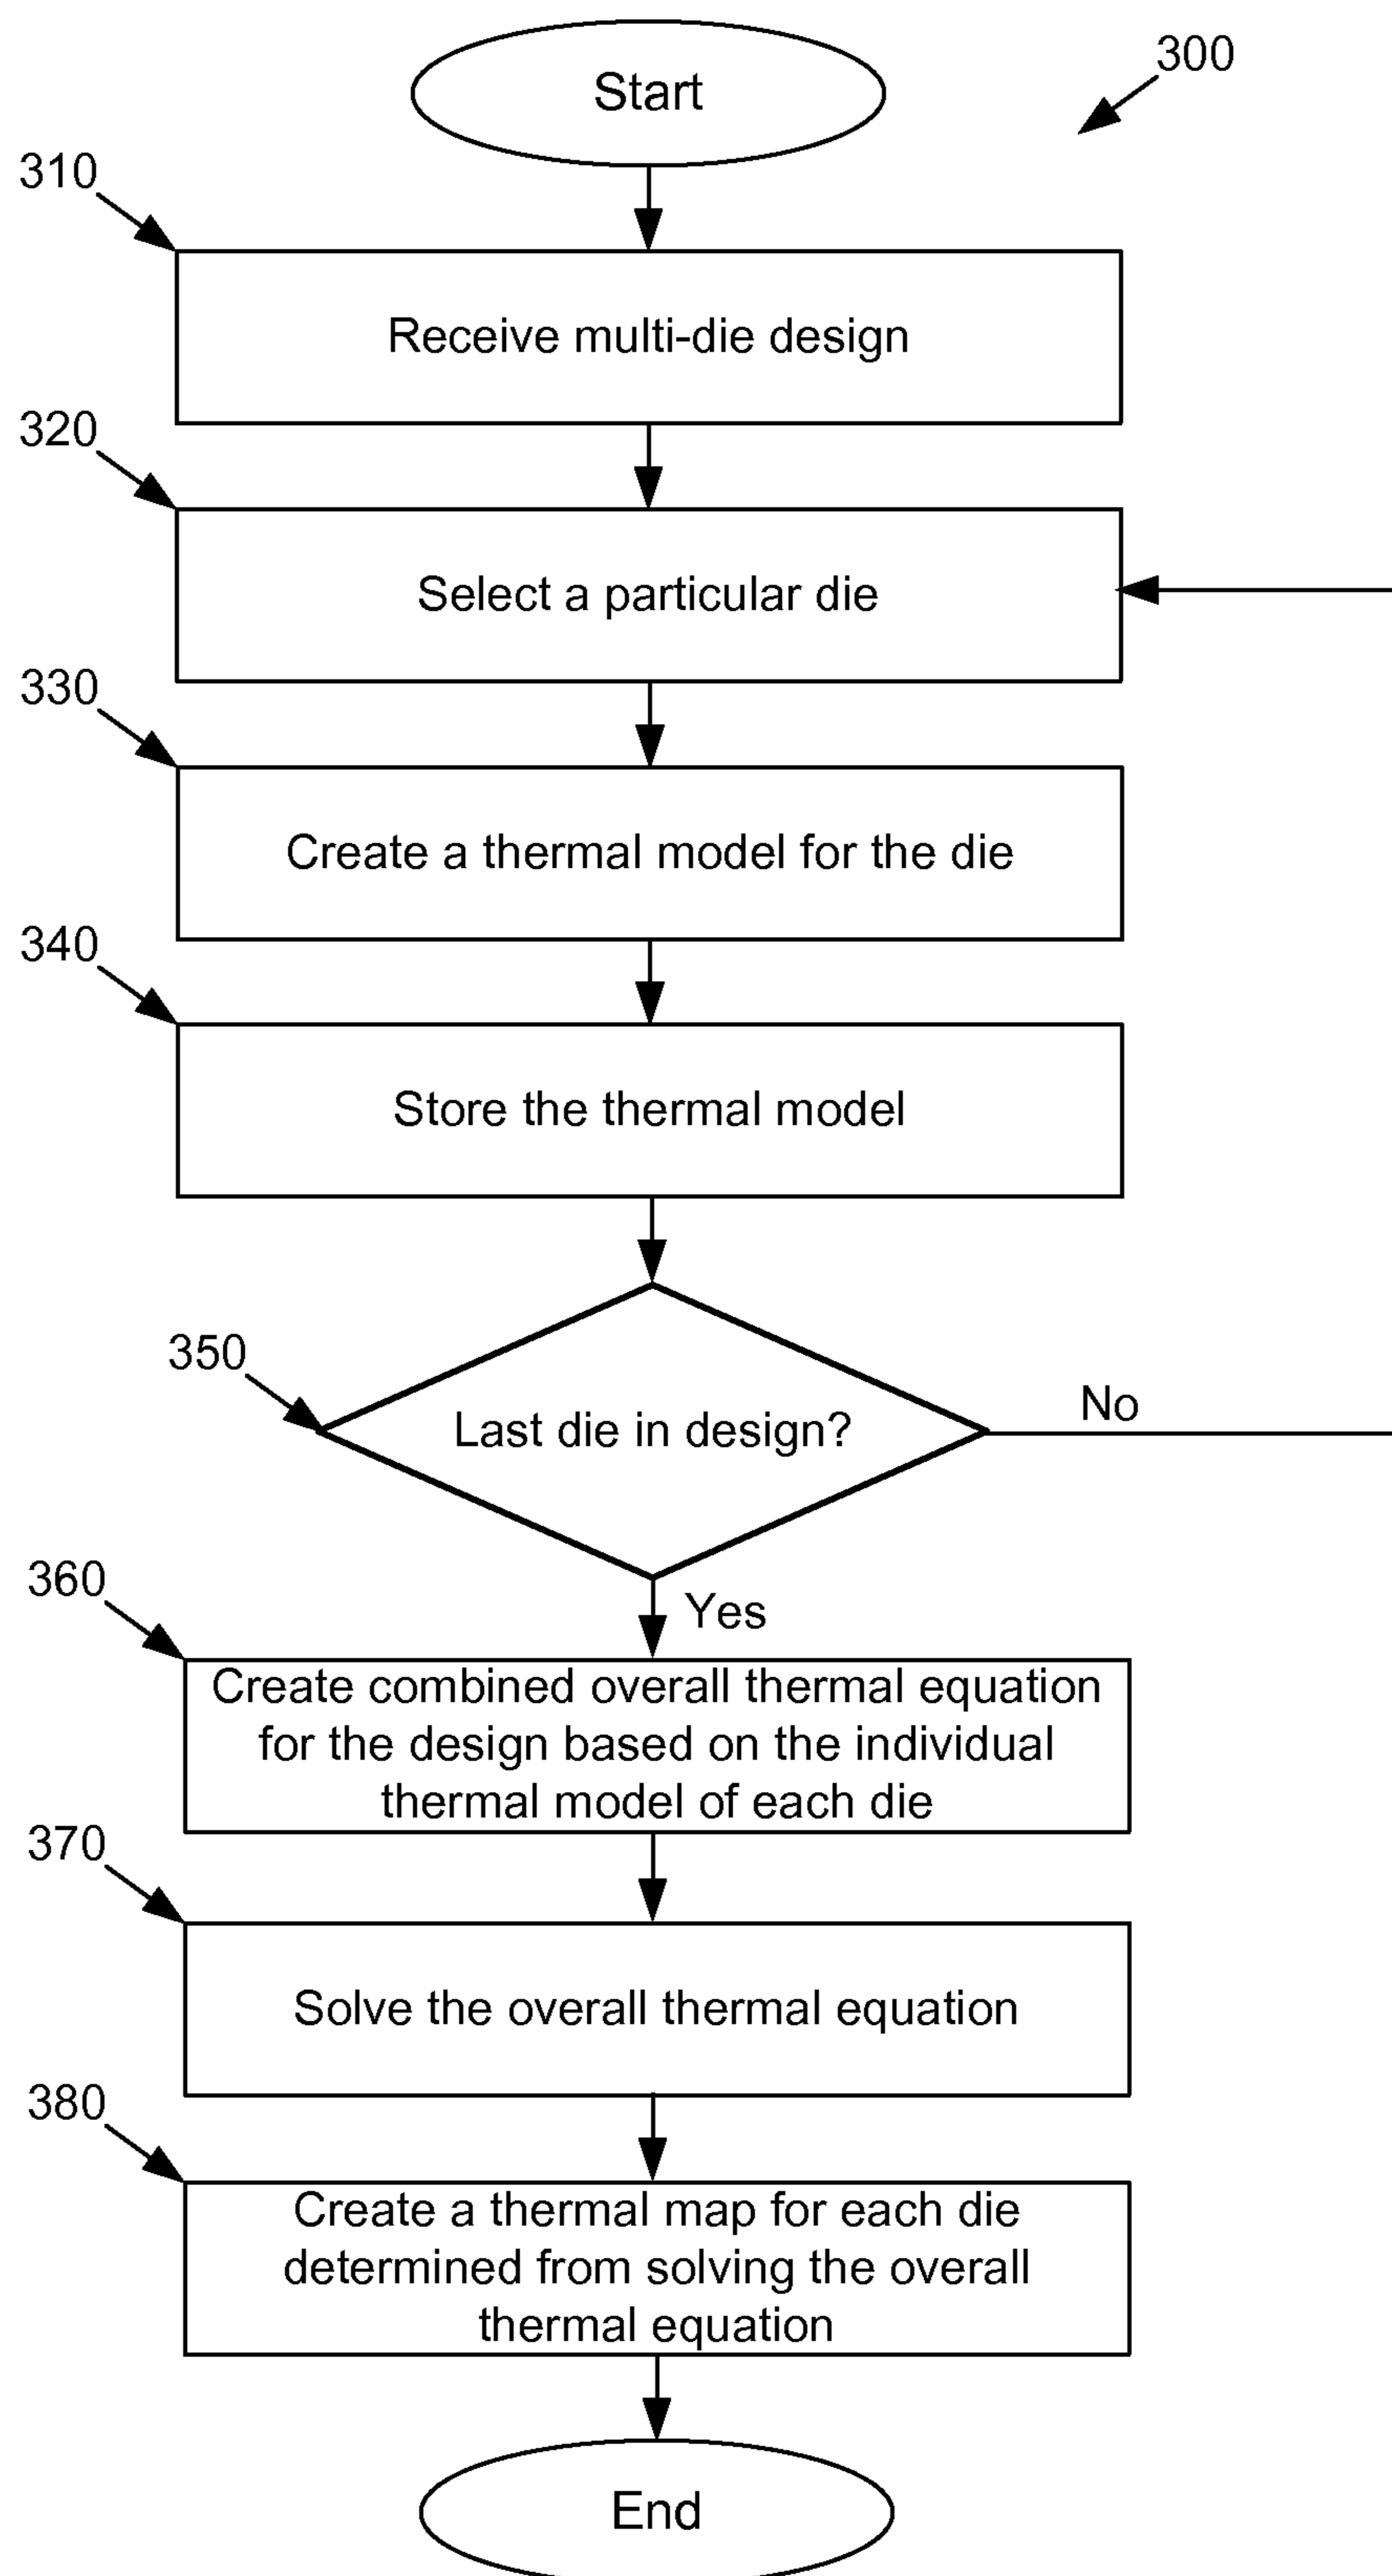 Start
300
310
Receive multi-die design
320
Select a particular die
330
Create a thermal model for the die
340
Store the thermal model
350
Last die in design?
No
Yes
360
Create combined overall thermal equation
for the design based on the individual
thermal model of each die
370
Solve the overall thermal equation
380
Create a thermal map for each die
determined from solving the overall
thermal equation
End